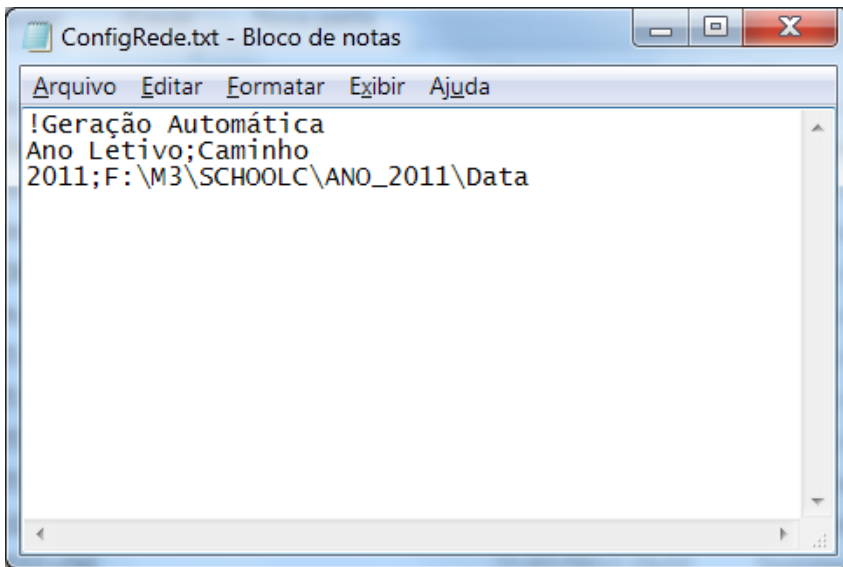 ConfigRede.txt - Bloco de notas
Arquivo Editar Formatar Exibir Ajuda
!Geração Automática
Ano Letivo;Caminho
2011;F:\M3\SCHOOLC\ANO_2011\Data